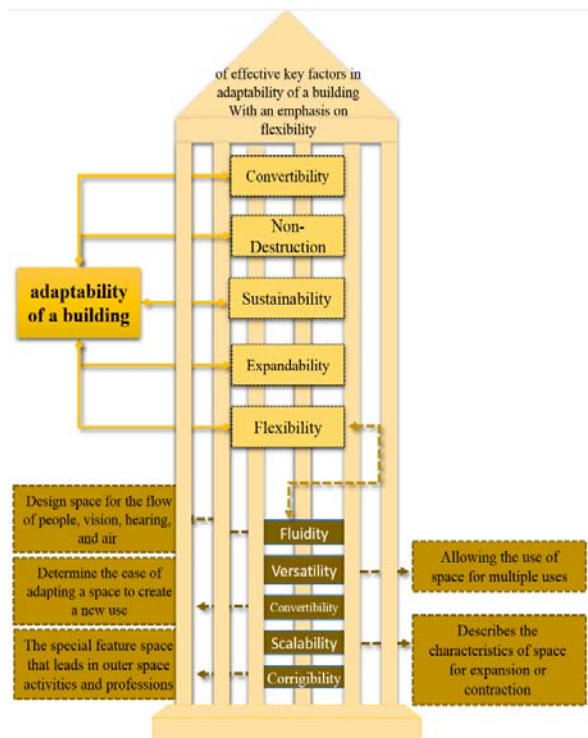 of effective key factors in
adaptability of a building
With an emphasis on
flexibility
Convertibility
Non-
Destruction
adaptability
of a building
Sustainability
Expandability
Flexibility
Design space for the flow
of people, vision, hearing,
and air
Fluidity
Versatility
Allowing the use of
space for multiple uses
Determine the ease of
adapting a space to create
a new use
Convertibility
Scalability
Describes the
characteristics of space
for expansion or
contraction
The special feature space
that leads in outer space
activities and professions
Corrigibility